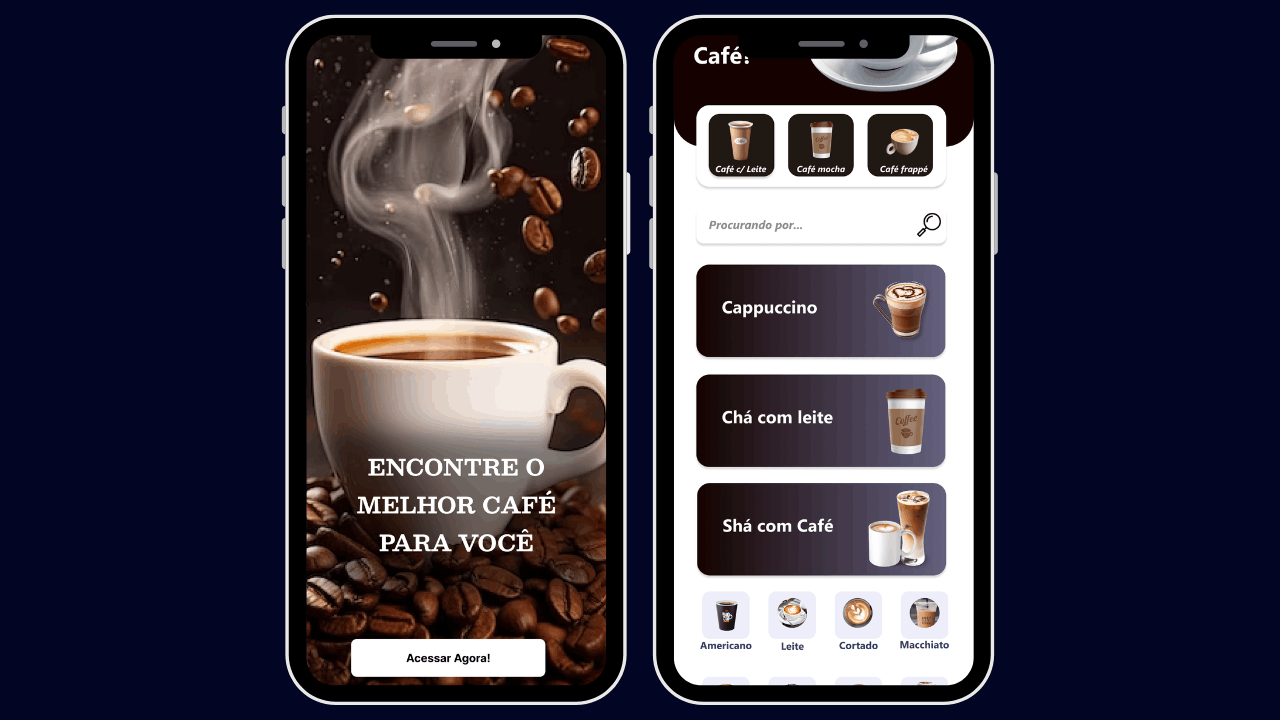 ENCONTRE O
MELHOR CAFÉ
PARA VOCÊ
Acessar Agora!
Café?
Café c/ Leite
Café mocha
Café frappé
Procurando por...
Cappuccino
Chá com leite
Coffee
Shá com Café
Americano
Leite
Cortado
Macchiato